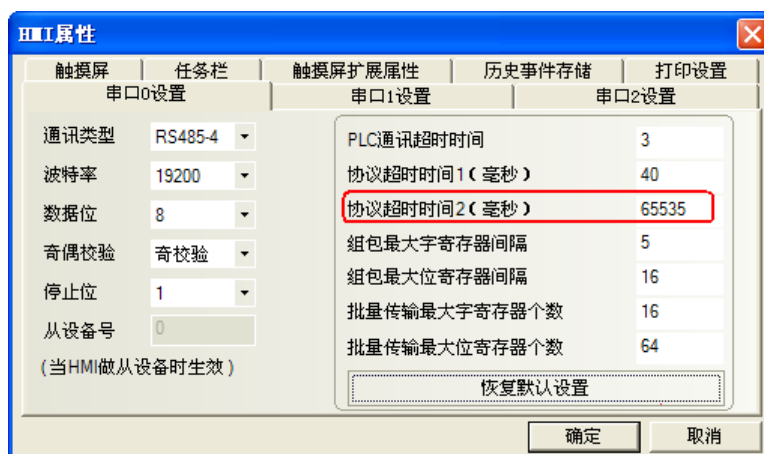 HMI属性
触摸屏 任务栏 触摸屏扩展属性 历史事件存储 打印设置
串口0设置 串口1设置 串口2设置
通讯类型 RS485-4
波特率 19200
数据位 8
奇偶校验 奇校验
停止位 1
从设备号 0
(当HMI做从设备时生效)
PLC通讯超时时间 3
协议超时时间1(毫秒) 40
协议超时时间2(毫秒) 65535
组包最大字寄存器间隔 5
组包最大位寄存器间隔 16
批量传输最大字寄存器个数 16
批量传输最大位寄存器个数 64
恢复默认设置
确定 取消